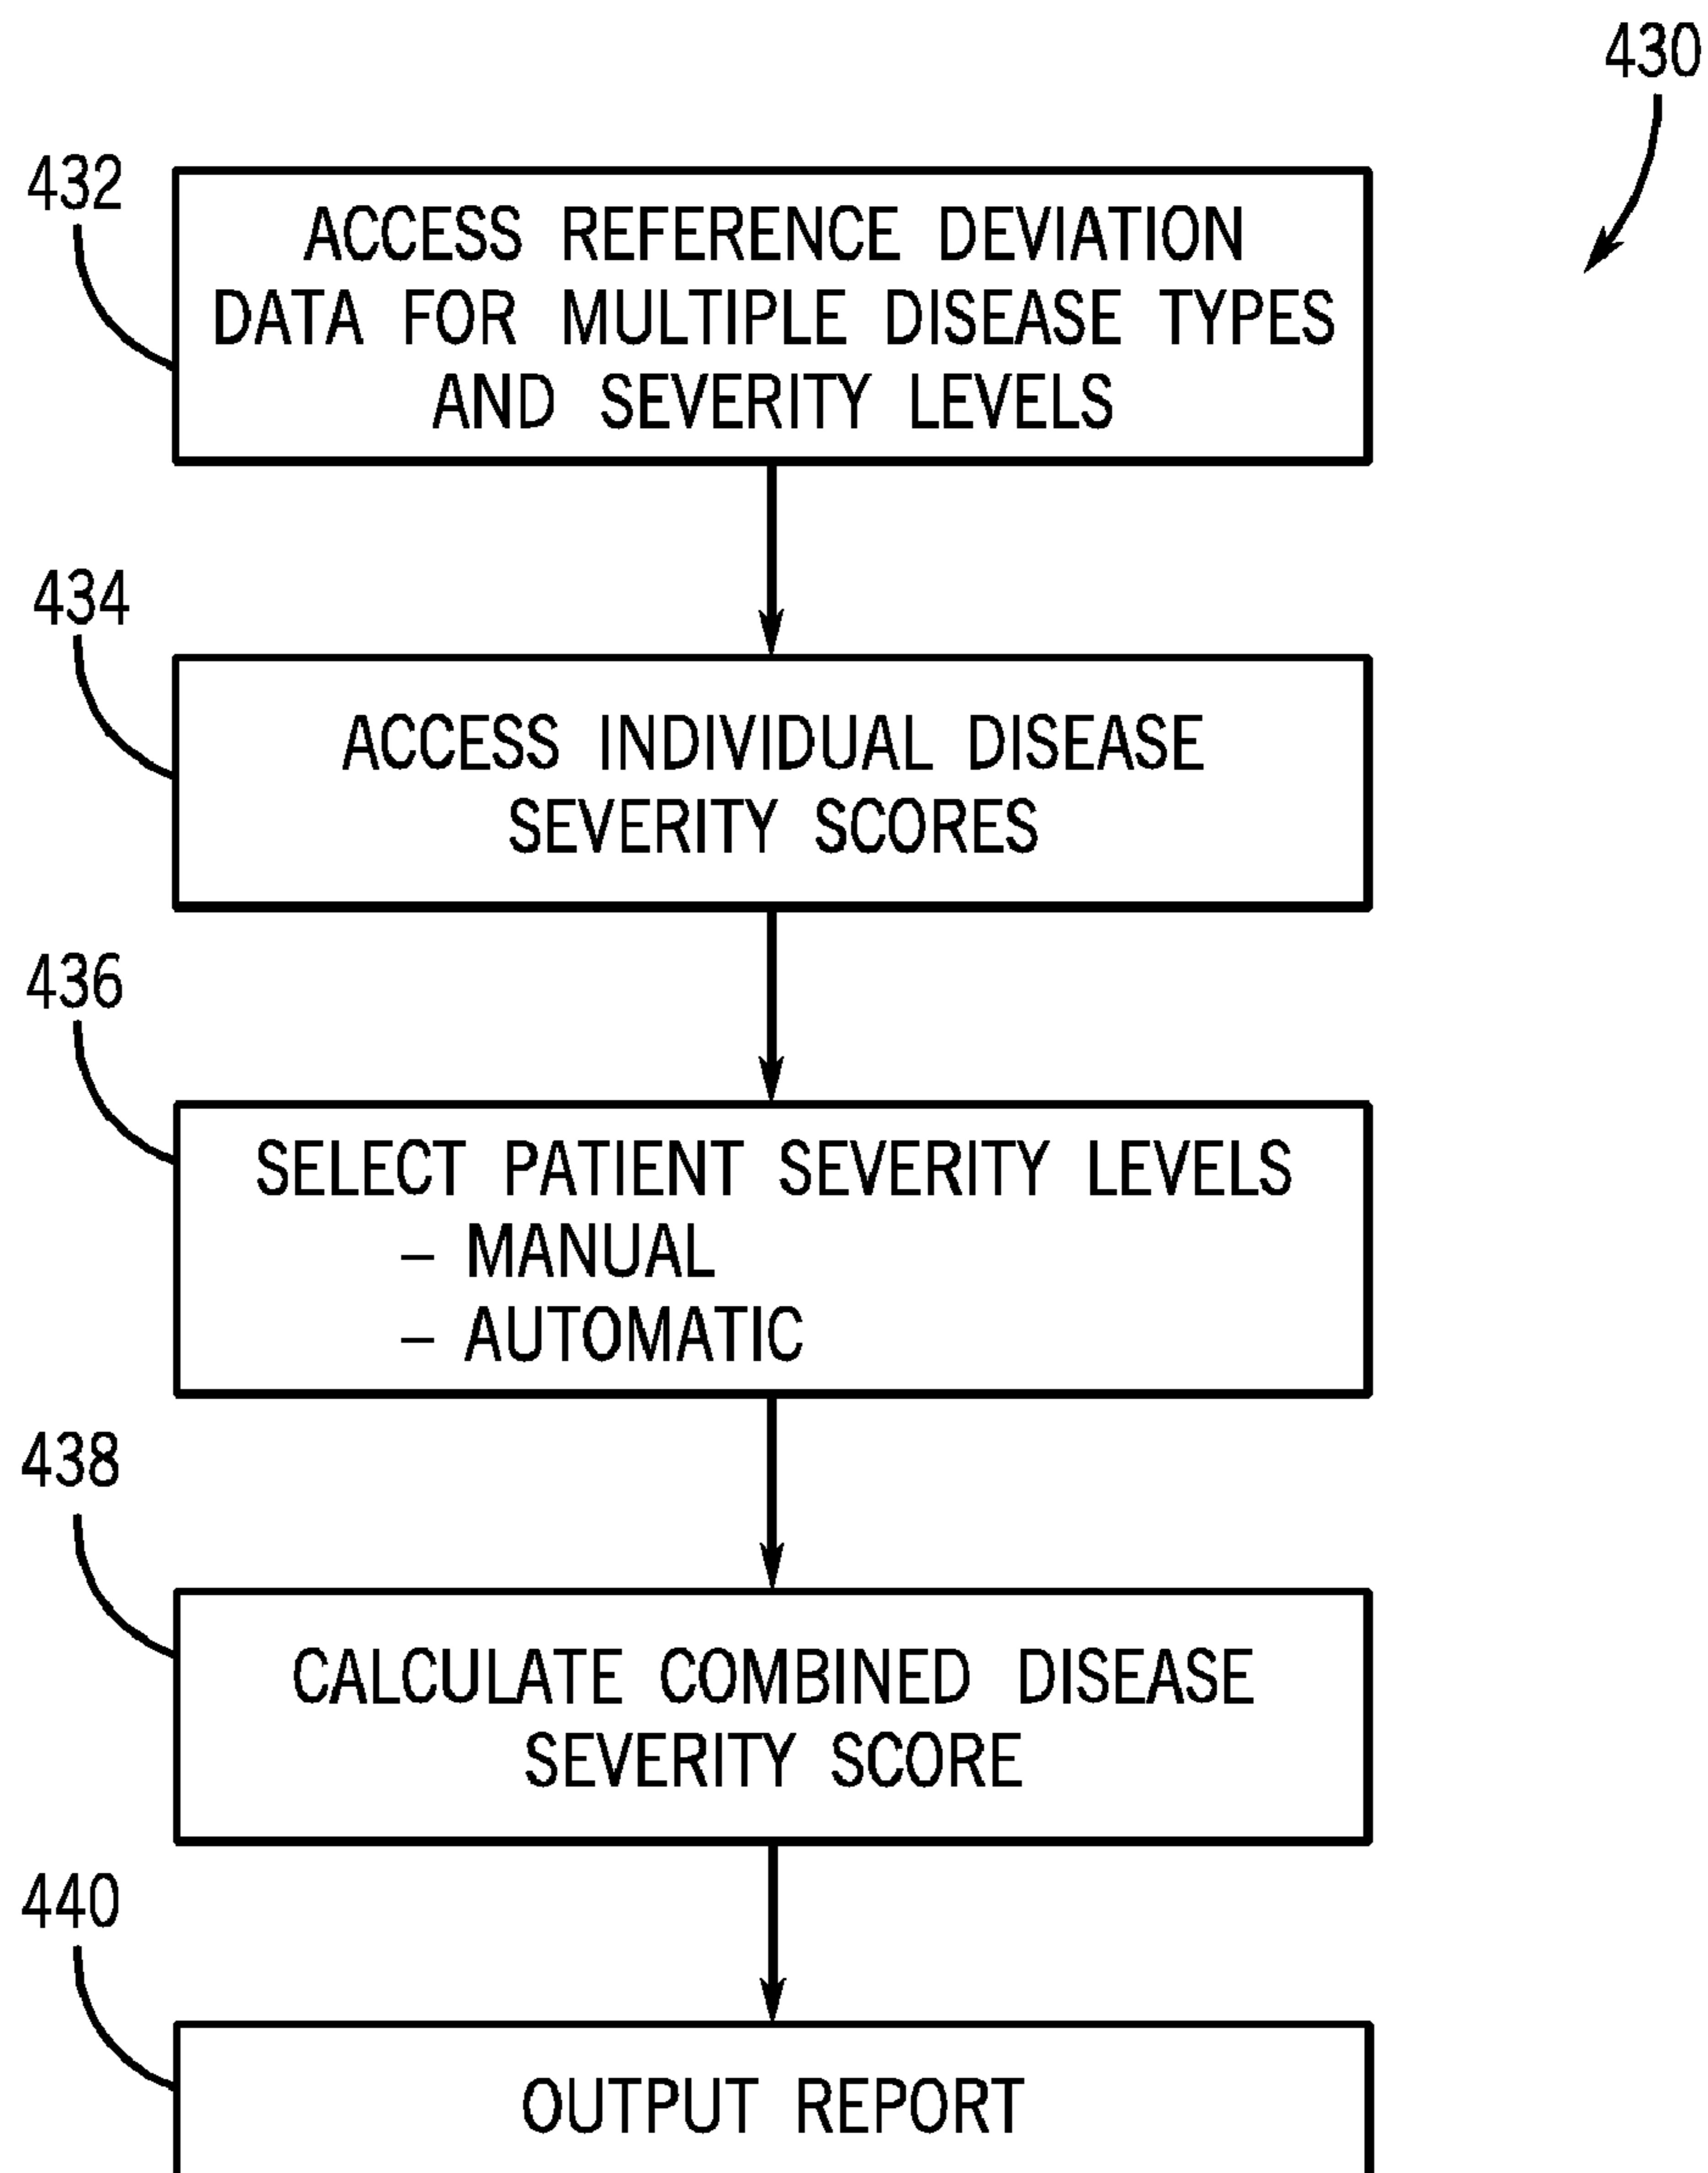 430
432
ACCESS REFERENCE DEVIATION
DATA FOR MULTIPLE DISEASE TYPES
AND SEVERITY LEVELS
434
ACCESS INDIVIDUAL DISEASE
SEVERITY SCORES
436
SELECT PATIENT SEVERITY LEVELS
– MANUAL
– AUTOMATIC
438
CALCULATE COMBINED DISEASE
SEVERITY SCORE
440
OUTPUT REPORT